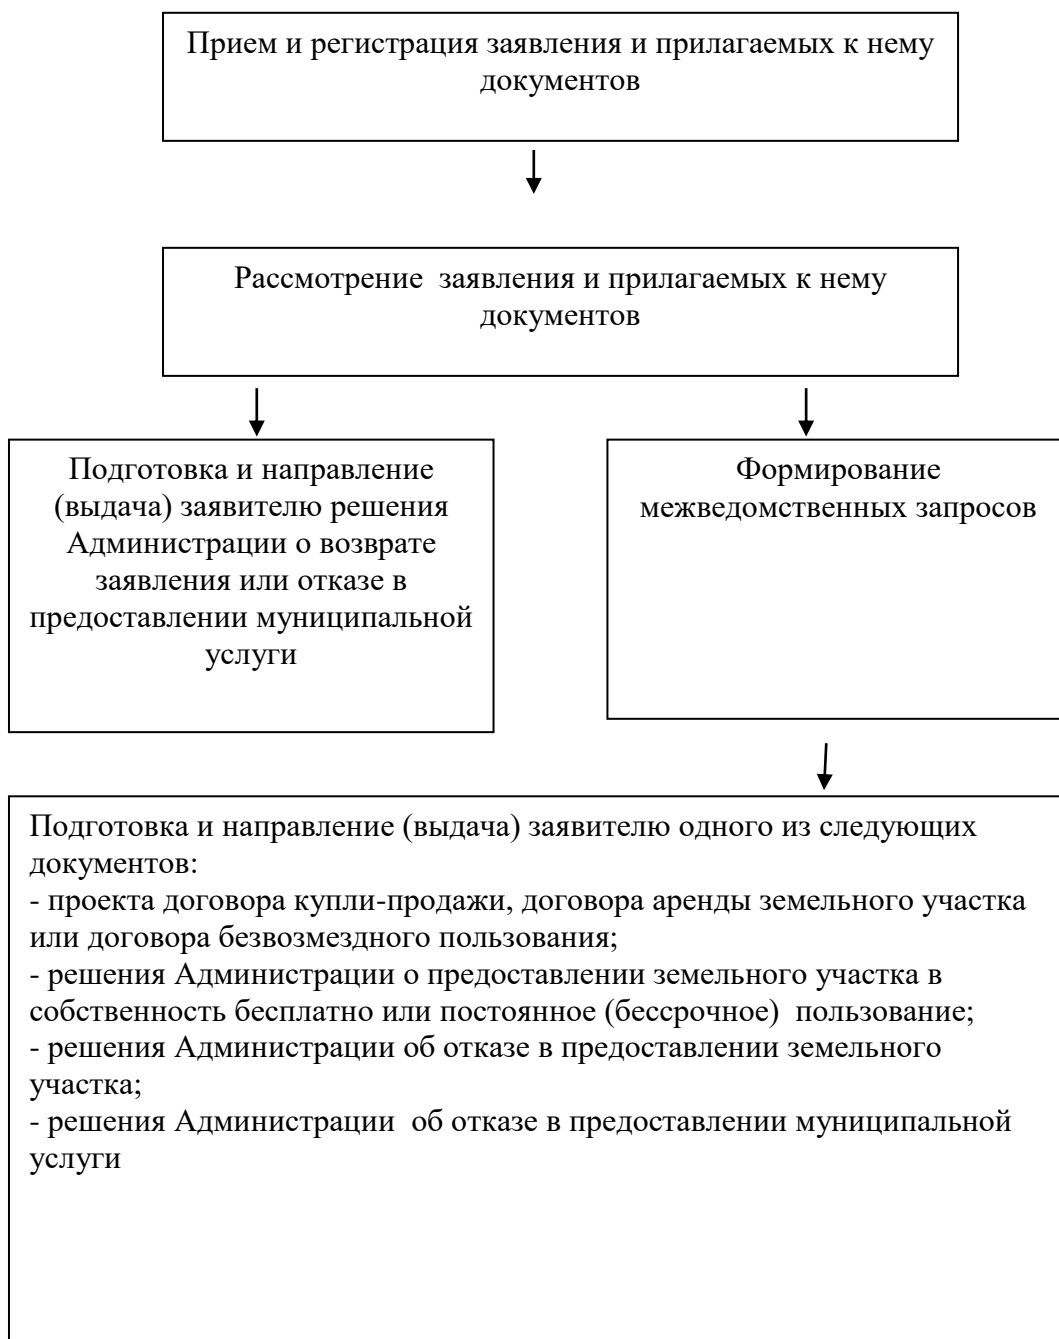 Прием и регистрация заявления и прилагаемых к нему
документов
Рассмотрение  заявления и прилагаемых к нему
документов
Подготовка и направление
(выдача) заявителю решения
Администрации о возврате
заявления или отказе в
предоставлении муниципальной
услуги
Формирование
межведомственных запросов
Подготовка и направление (выдача) заявителю одного из следующих
документов:
- проекта договора купли-продажи, договора аренды земельного участка
или договора безвозмездного пользования;
- решения Администрации о предоставлении земельного участка в
собственность бесплатно или постоянное (бессрочное)  пользование;
- решения Администрации об отказе в предоставлении земельного
участка;
- решения Администрации  об отказе в предоставлении муниципальной
услуги